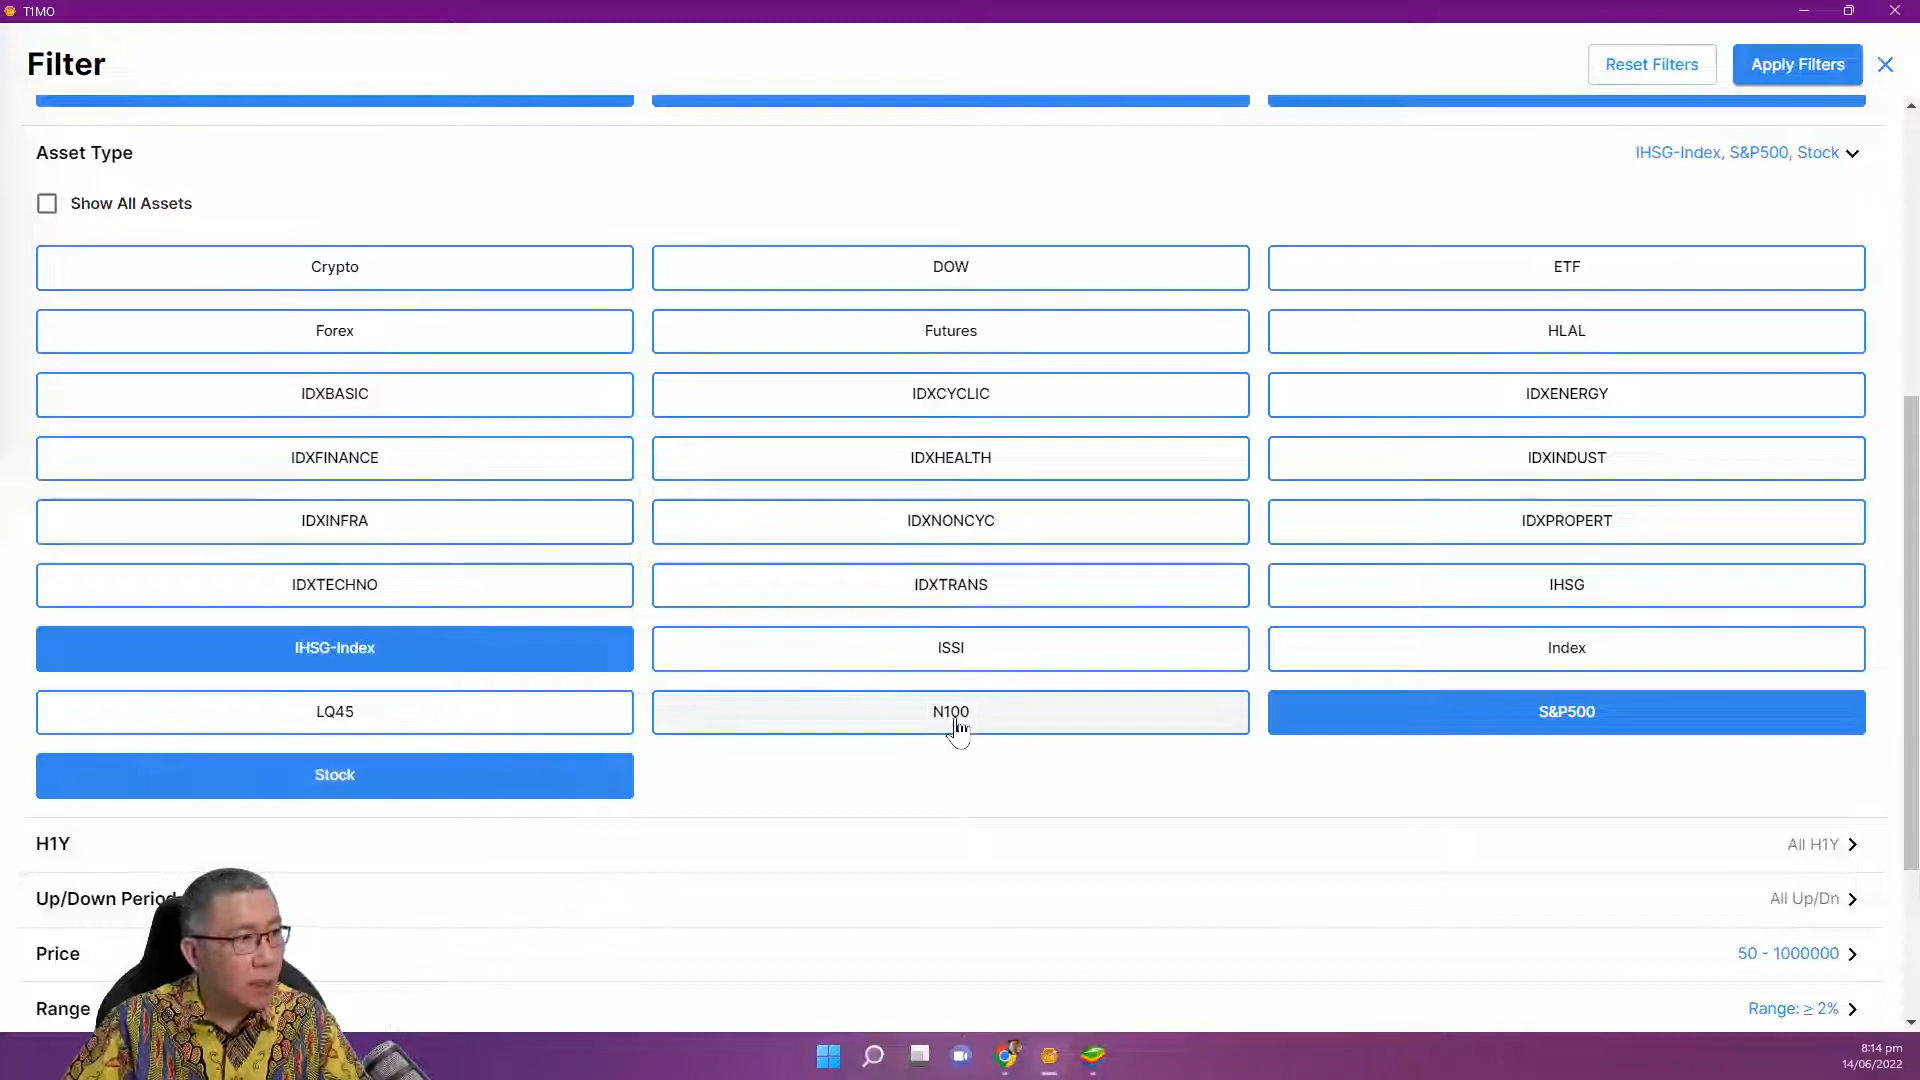 T1MO
Filter
Reset Filters
Apply Filters
Asset Type
IHSG-Index, S&P500, Stock
Show All Assets
Crypto
DOW
ETF
Forex
Futures
HLAL
IDXBASIC
IDXCYCLIC
IDXENERGY
IDXFINANCE
IDXHEALTH
IDXINDUST
IDXINFRA
IDXNONCYC
IDXPROPERT
IDXTECHNO
IDXTRANS
IHSG
IHSG-Index
ISSI
Index
LQ45
N100
S&P500
Stock
H1Y
All H1Y
Up/Down Period
All Up/Dn
Price
50 - 1000000
Range
Range: ≥ 2%
8:14 pm
14/06/2022